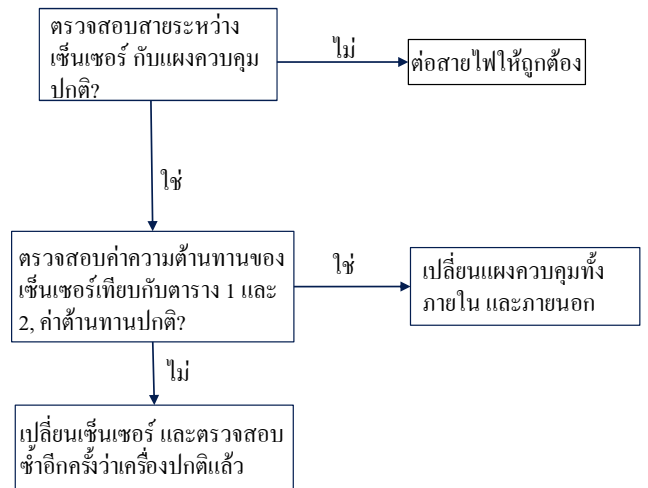 ตรวจสอบสายระหว่าง
เซ็นเซอร์ กับแผงควบคุม
ปกติ?
ไม่
ต่อสายไฟให้ถูกต้อง
ใช่
ตรวจสอบค่าความต้านทานของ
เซ็นเซอร์เทียบกับตาราง 1 และ
2, ค่าต้านทานปกติ?
ใช่
เปลี่ยนแผงควบคุมทั้ง
ภายใน และภายนอก
ไม่
เปลี่ยนเซ็นเซอร์ และตรวจสอบ
ซ้ำอีกครั้งว่าเครื่องปกติแล้ว